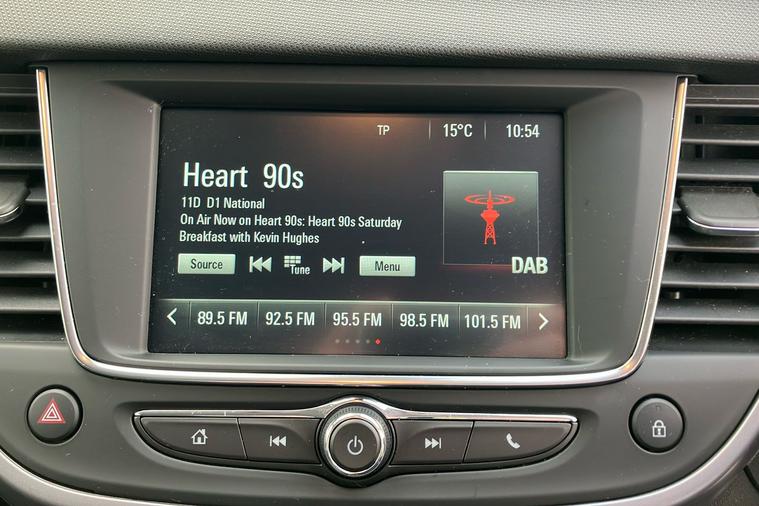 TP 15°C 10:54
Heart 90s
11D D1 National
On Air Now on Heart 90s: Heart 90s Saturday
Breakfast with Kevin Hughes
Source Tune Menu DAB
89.5 FM 92.5 FM 95.5 FM 98.5 FM 101.5 FM